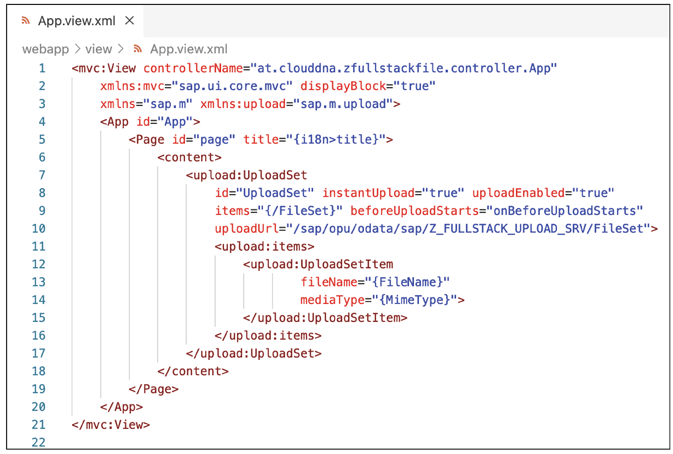 App.view.xml ×
webapp > view > App.view.xml
1 <mvc:View controllerName="at.clouddna.zfullstackfile.controller.App"
2 xmlns:mvc="sap.ui.core.mvc" displayBlock="true"
3 xmlns="sap.m" xmlns:upload="sap.m.upload">
4 <App id="App">
5 <Page id="page" title="{i18n>title}">
6 <content>
7 <upload:UploadSet
8 id="UploadSet" instantUpload="true" uploadEnabled="true"
9 items="{/FileSet}" beforeUploadStarts="onBeforeUploadStarts"
10 uploadUrl="/sap/opu/odata/sap/Z_FULLSTACK_UPLOAD_SRV/FileSet">
11 <upload:items>
12 <upload:UploadSetItem
13 fileName="{FileName}"
14 mediaType="{MimeType}">
15 </upload:UploadSetItem>
16 </upload:items>
17 </upload:UploadSet>
18 </content>
19 </Page>
20 </App>
21 </mvc:View>
22